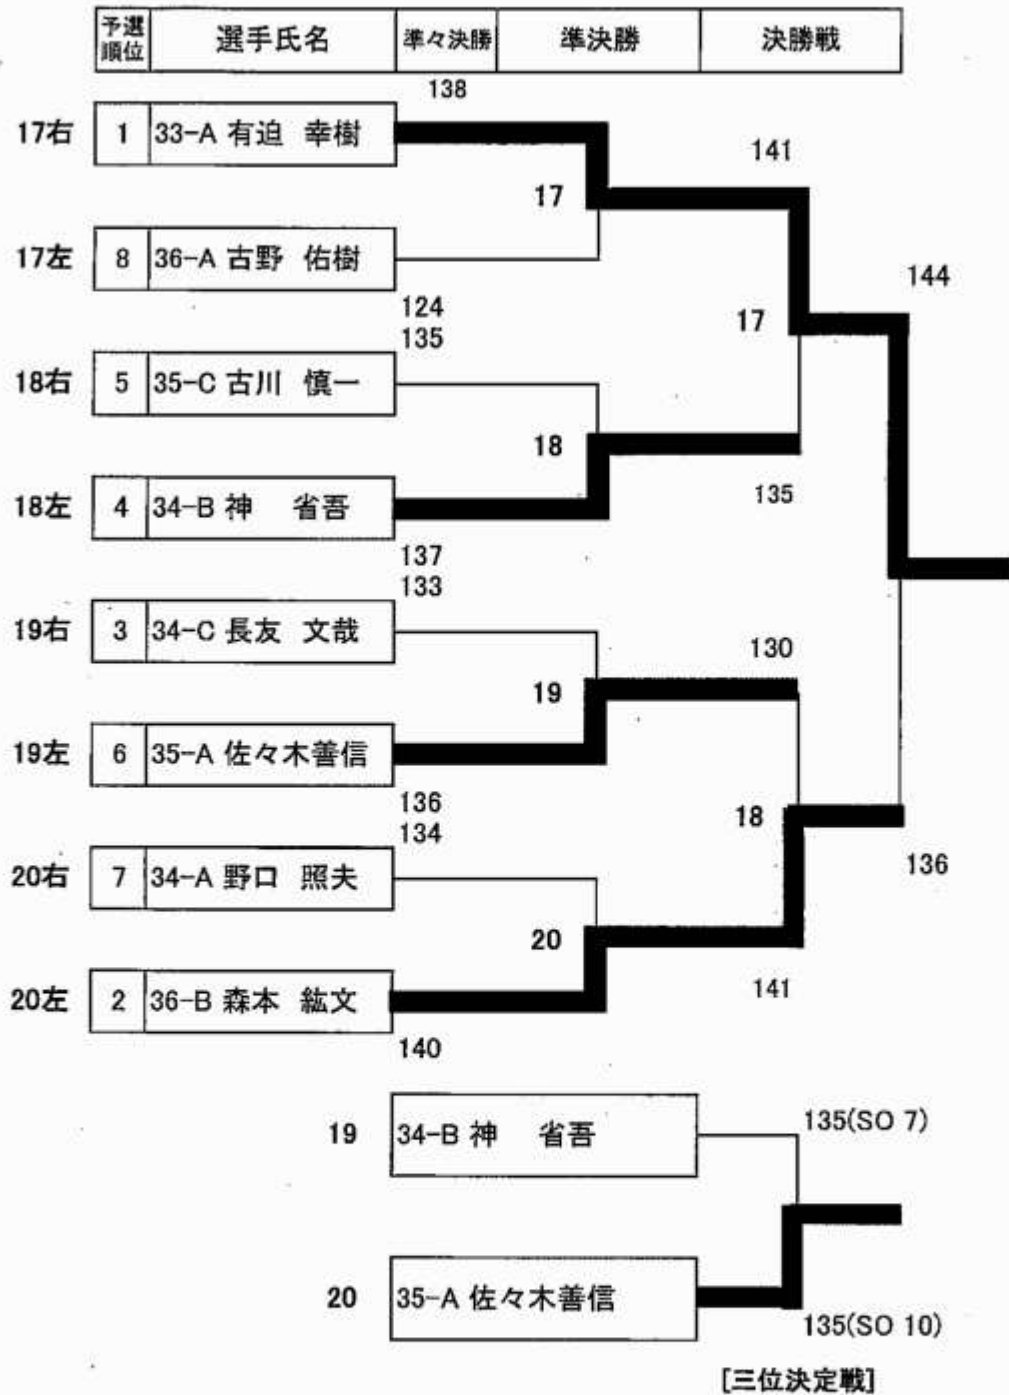 予選順位 選手氏名 準々決勝 準決勝 決勝戦
138
17右 1 33-A 有迫 幸樹
141
17
17左 8 36-A 古野 佑樹
144
124
17
135
18右 5 35-C 古川 慎一
18
135
18左 4 34-B 神 省吾
137
133
19右 3 34-C 長友 文哉
130
19
19左 6 35-A 佐々木善信
136
18
134
136
20右 7 34-A 野口 照夫
20
141
20左 2 36-B 森本 紘文
140
19 34-B 神 省吾 135(SO 7)
20 35-A 佐々木善信
135(SO 10)
[三位決定戦]